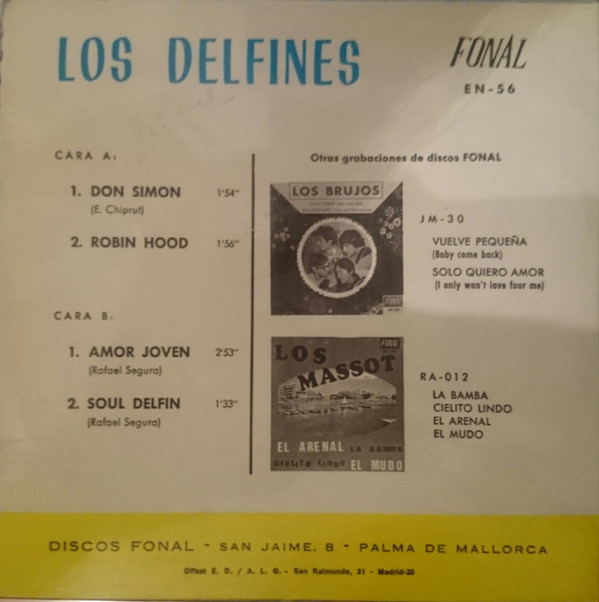 LOS DELFINES
FONAL
EN-56
CARA A:
1. DON SIMON 1'54"
(E. Chiprut)
2. ROBIN HOOD 1'56"
CARA B:
1. AMOR JOVEN 2'53"
(Rafael Segura)
2. SOUL DELFIN 1'33"
(Rafael Segura)
Otras grabaciones de discos FONAL
LOS BRUJOS
FONAL
JM-30
VUELVE PEQUEÑA
(Baby come back)
SOLO QUIERO AMOR
(I only won't love four me)
FONAL
LOS
MASSOT
EL ARENAL LA BAMBA
CIELITO LINDO EL MUDO
RA-012
LA BAMBA
CIELITO LINDO
EL ARENAL
EL MUDO
DISCOS FONAL - SAN JAIME, 8 - PALMA DE MALLORCA
Offset E. D. / A. L. G. - San Raimundo, 31 - Madrid-20